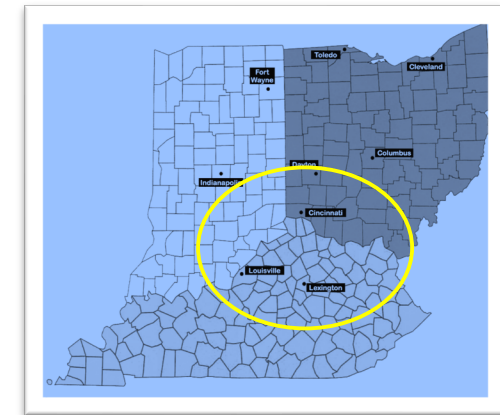 Toledo
Cleveland
Fort
Wayne
Columbus
Dayton
Indianapolis
Cincinnati
Louisville
Lexington